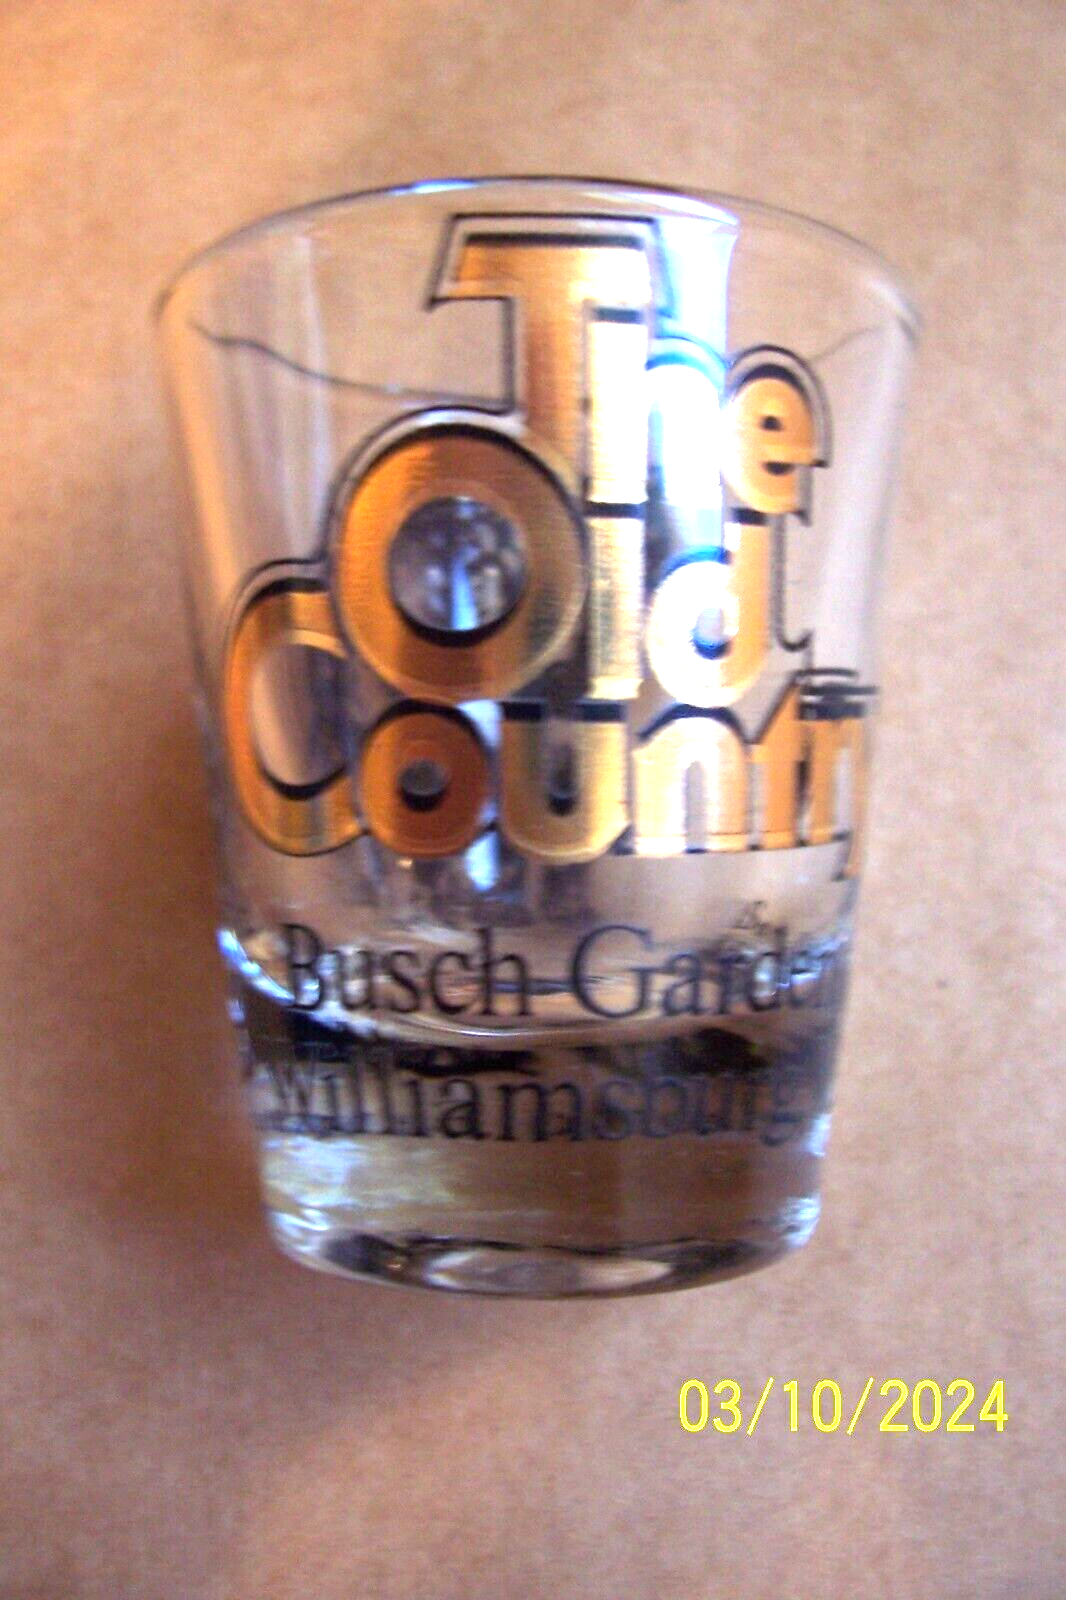 The
Old
Country
Busch Garden
Williamsburg
03/10/2024